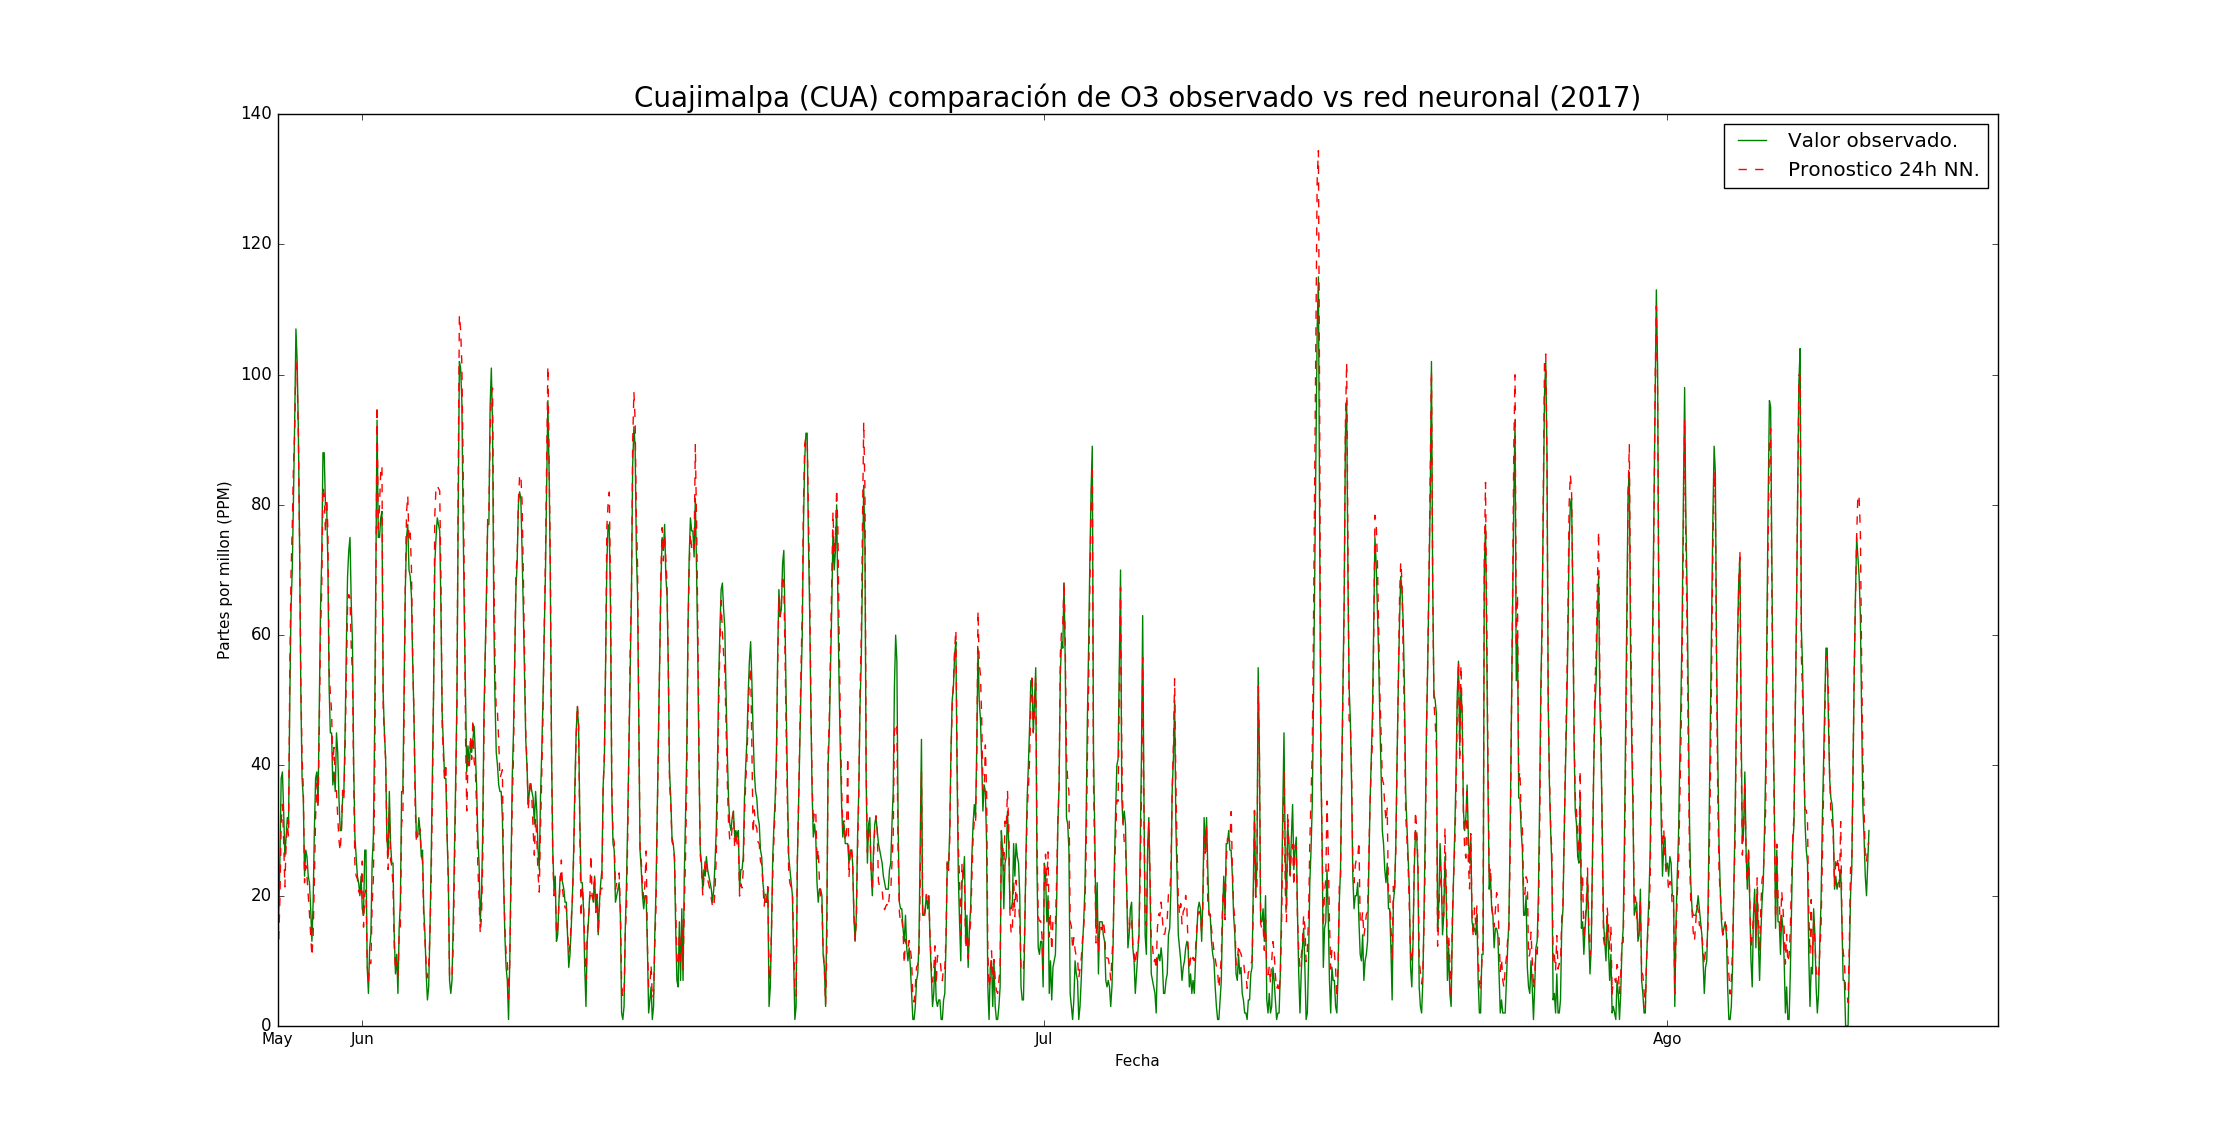 Cuajimalpa (CUA) comparación de O3 observado vs red neuronal (2017)
140
120
100
80
60
40
20
0
Partes por millon (PPM)
Valor observado.
Pronostico 24h NN.
May Jun Jul Ago
Fecha